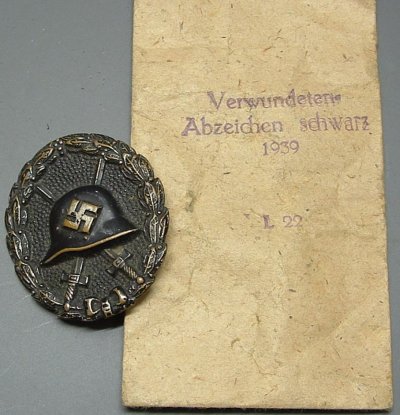 Verwundeten-
Abzeichen schwarz
1939
L 22